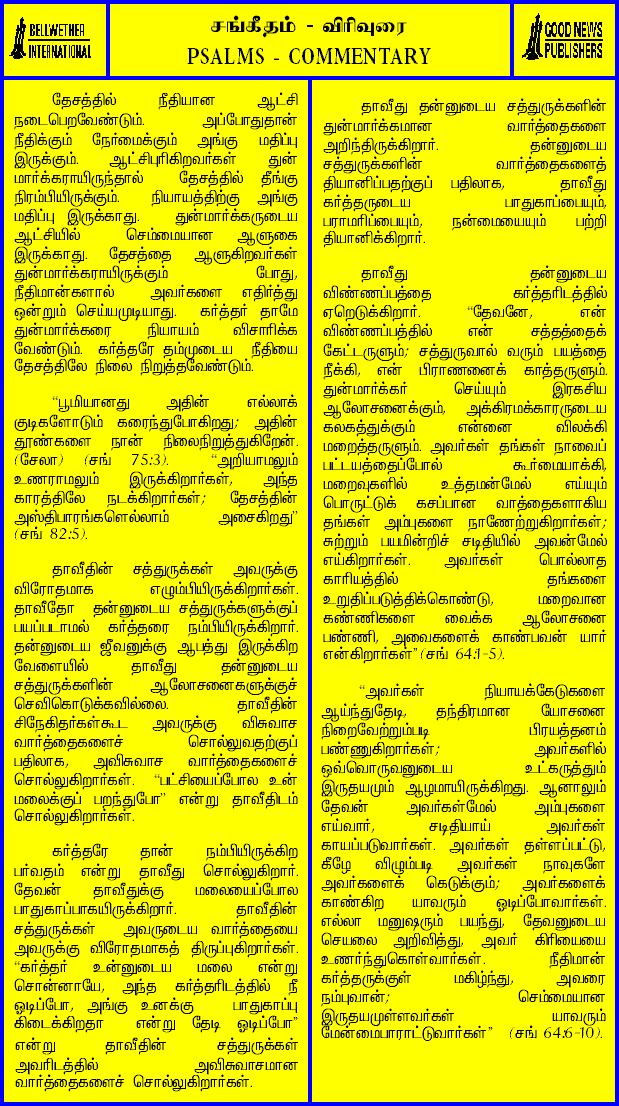 BELLWETHER
INTERNATIONAL
சங்கீதம் - விரிவுரை
PSALMS - COMMENTARY
GOOD NEWS
PUBLISHERS
தேசத்தில் நீதியான ஆட்சி
நடைபெறவேண்டும். அப்போதுதான்
நீதிக்கும் நேர்மைக்கும் அங்கு மதிப்பு
இருக்கும். ஆட்சிபுரிகிறவர்கள் துன்
மார்க்கராயிருந்தால் தேசத்தில் தீங்கு
நிரம்பியிருக்கும். நியாயத்திற்கு அங்கு
மதிப்பு இருக்காது. துன்மார்க்கருடைய
ஆட்சியில் செம்மையான ஆளுகை
இருக்காது. தேசத்தை ஆளுகிறவர்கள்
துன்மார்க்கராயிருக்கும் போது,
நீதிமான்களால் அவர்களை எதிர்த்து
ஒன்றும் செய்யமுடியாது. கர்த்தர் தாமே
துன்மார்க்கரை நியாயம் விசாரிக்க
வேண்டும். கர்த்தரே தம்முடைய நீதியை
தேசத்திலே நிலை நிறுத்தவேண்டும்.
“பூமியானது அதின் எல்லாக்
குடிகளோடும் கரைந்துபோகிறது; அதின்
தூண்களை நான் நிலைநிறுத்துகிறேன்.
(சேலா) (சங் 75:3). “அறியாமலும்
உணராமலும் இருக்கிறார்கள், அந்த
காரத்திலே நடக்கிறார்கள்; தேசத்தின்
அஸ்திபாரங்களெல்லாம் அசைகிறது”
(சங் 82:5).
தாவீதின் சத்துருக்கள் அவருக்கு
விரோதமாக எழும்பியிருக்கிறார்கள்.
தாவீதோ தன்னுடைய சத்துருக்களுக்குப்
பயப்படாமல் கர்த்தரை நம்பியிருக்கிறார்.
தன்னுடைய ஜீவனுக்கு ஆபத்து இருக்கிற
வேளையில் தாவீது தன்னுடைய
சத்துருக்களின் ஆலோசனைகளுக்குச்
செவிகொடுக்கவில்லை. தாவீதின்
சிநேகிதர்கள்கூட அவருக்கு விசுவாச
வார்த்தைகளைச் சொல்லுவதற்குப்
பதிலாக, அவிசுவாச வார்த்தைகளைச்
சொல்லுகிறார்கள். “பட்சியைப்போல உன்
மலைக்குப் பறந்துபோ” என்று தாவீதிடம்
சொல்லுகிறார்கள்.
கர்த்தரே தான் நம்பியிருக்கிற
பர்வதம் என்று தாவீது சொல்லுகிறார்.
தேவன் தாவீதுக்கு மலையைப்போல
பாதுகாப்பாகயிருக்கிறார். தாவீதின்
சத்துருக்கள் அவருடைய வார்த்தையை
அவருக்கு விரோதமாகத் திருப்புகிறார்கள்.
“கர்த்தர் உன்னுடைய மலை என்று
சொன்னாயே, அந்த கர்த்தரிடத்தில் நீ
ஓடிப்போ, அங்கு உனக்கு பாதுகாப்பு
கிடைக்கிறதா என்று தேடி ஓடிப்போ”
என்று தாவீதின் சத்துருக்கள்
அவரிடத்தில் அவிசுவாசமான
வார்த்தைகளைச் சொல்லுகிறார்கள்.
தாவீது தன்னுடைய சத்துருக்களின்
துன்மார்க்கமான வார்த்தைகளை
அறிந்திருக்கிறார். தன்னுடைய
சத்துருக்களின் வார்த்தைகளைத்
தியானிப்பதற்குப் பதிலாக, தாவீது
கர்த்தருடைய பாதுகாப்பையும்,
பராமரிப்பையும், நன்மையையும் பற்றி
தியானிக்கிறார்.
தாவீது தன்னுடைய
விண்ணப்பத்தை கர்த்தரிடத்தில்
ஏறெடுக்கிறார். “தேவனே, என்
விண்ணப்பத்தில் என் சத்தத்தைக்
கேட்டருளும்; சத்துருவால் வரும் பயத்தை
நீக்கி, என் பிராணனைக் காத்தருளும்.
துன்மார்க்கர் செய்யும் இரகசிய
ஆலோசனைக்கும், அக்கிரமக்காரருடைய
கலகத்துக்கும் என்னை விலக்கி
மறைத்தருளும். அவர்கள் தங்கள் நாவைப்
பட்டயத்தைப்போல் கூர்மையாக்கி,
மறைவுகளில் உத்தமன்மேல் எய்யும்
பொருட்டுக் கசப்பான வாத்தைகளாகிய
தங்கள் அம்புகளை நாணேற்றுகிறார்கள்;
சுற்றும் பயமின்றிச் சடிதியில் அவன்மேல்
எய்கிறார்கள். அவர்கள் பொல்லாத
காரியத்தில் தங்களை
உறுதிப்படுத்திக்கொண்டு, மறைவான
கண்ணிகளை வைக்க ஆலோசனை
பண்ணி, அவைகளைக் காண்பவன் யார்
என்கிறார்கள்” (சங் 64:1-5).
“அவர்கள் நியாயக்கேடுகளை
ஆய்ந்துதேடி, தந்திரமான யோசனை
நிறைவேற்றும்படி பிரயத்தனம்
பண்ணுகிறார்கள்; அவர்களில்
ஒவ்வொருவனுடைய உட்கருத்தும்
இருதயமும் ஆழமாயிருக்கிறது. ஆனாலும்
தேவன் அவர்கள்மேல் அம்புகளை
எய்வார், சடிதியாய் அவர்கள்
காயப்படுவார்கள். அவர்கள் தள்ளப்பட்டு,
கீழே விழும்படி அவர்கள் நாவுகளே
அவர்களைக் கெடுக்கும்; அவர்களைக்
காண்கிற யாவரும் ஓடிப்போவார்கள்.
எல்லா மனுஷரும் பயந்து, தேவனுடைய
செயலை அறிவித்து, அவர் கிரியையை
உணர்ந்துகொள்வார்கள். நீதிமான்
கர்த்தருக்குள் மகிழ்ந்து, அவரை
நம்புவான்; செம்மையான
இருதயமுள்ளவர்கள் யாவரும்
மேன்மைபாராட்டுவார்கள்” (சங் 64:6-10).